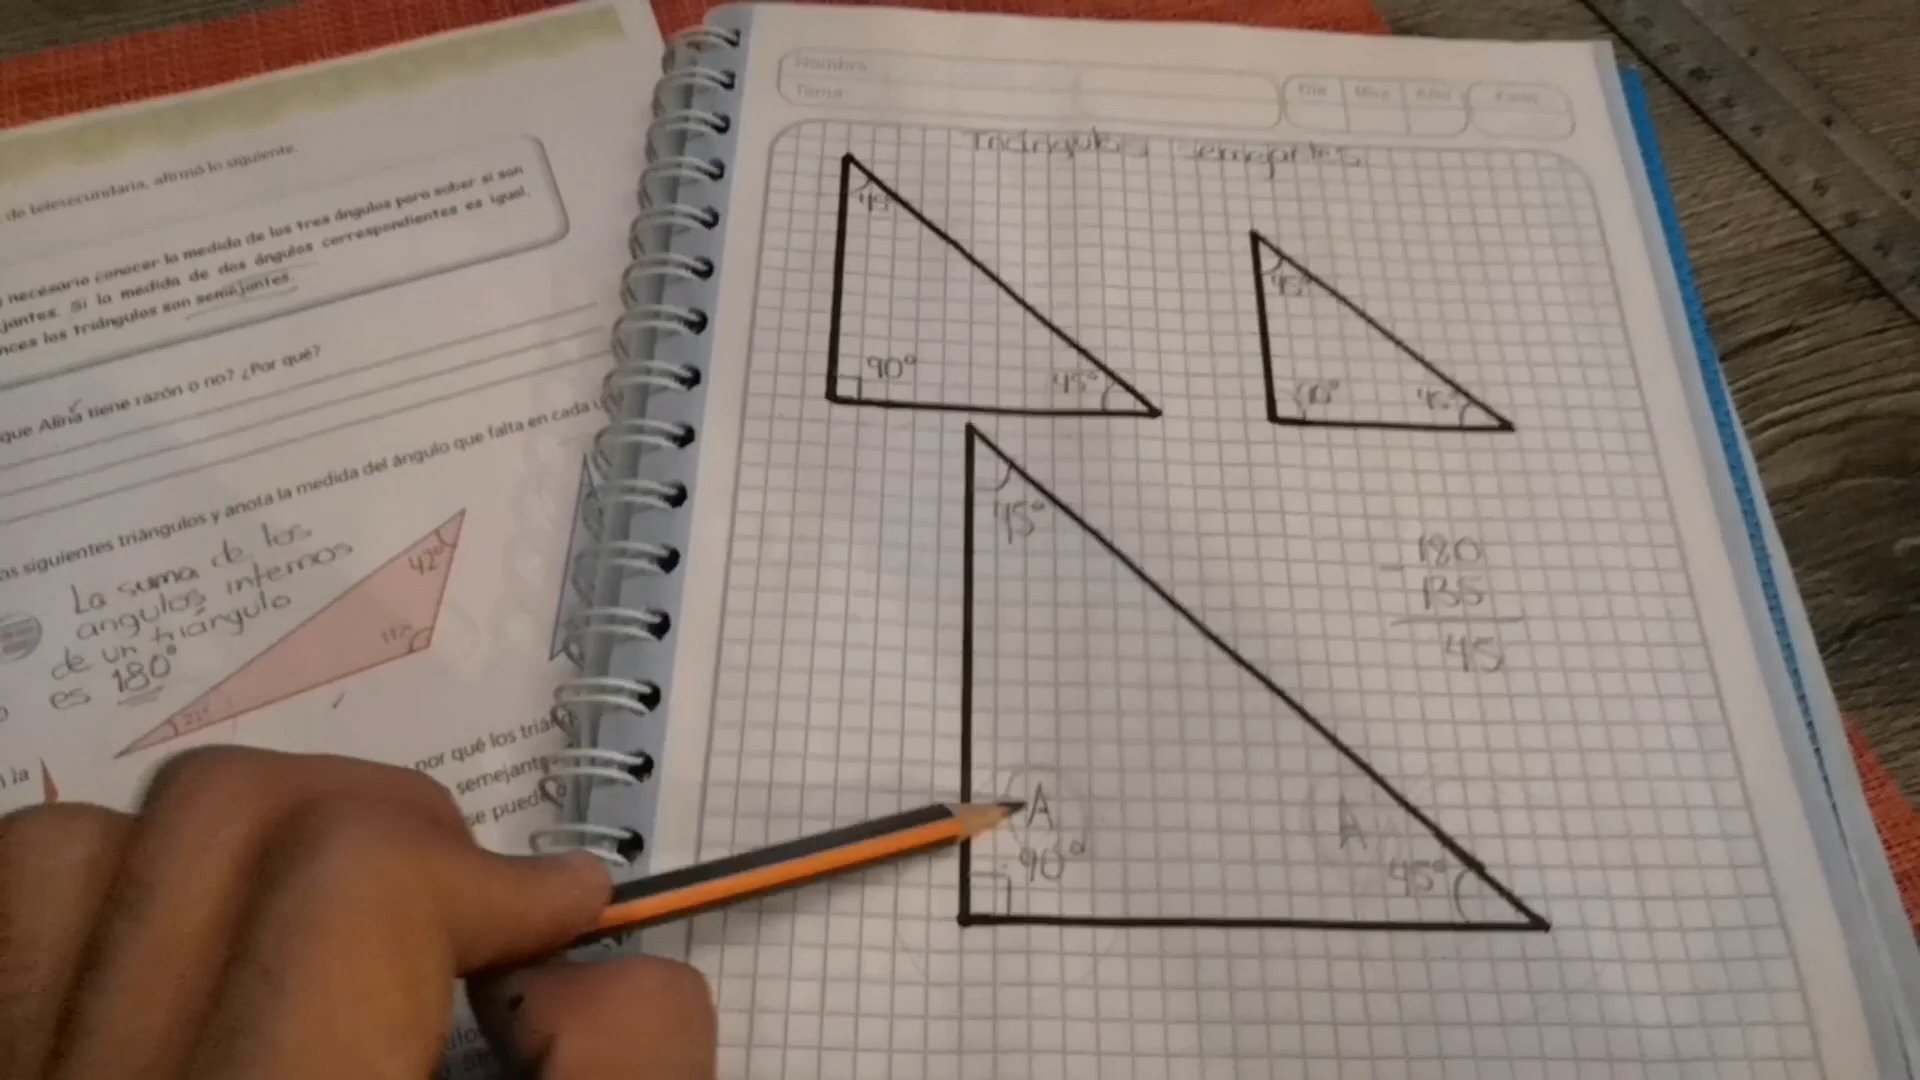 de telesecundaria, afirmó lo siguiente.
necesario conocer la medida de los tres ángulos para saber si son
jantes. Si la medida de dos ángulos correspondientes es igual,
nces los triángulos son semejantes.
que Alina tiene razón o no? ¿Por qué?
os siguientes triángulos y anota la medida del ángulo que falta en cada
La suma de los
angulos internos
de un triángulo
es 180°
42°
117°
21°
n la
por qué los trián
semejant
se pued
Nombre
Tema
Día Mes Año Folio
Triángulos semejantes
45
90°
45°
45°
90°
45°
45°
A
90°
A
45°
- 180
135
45